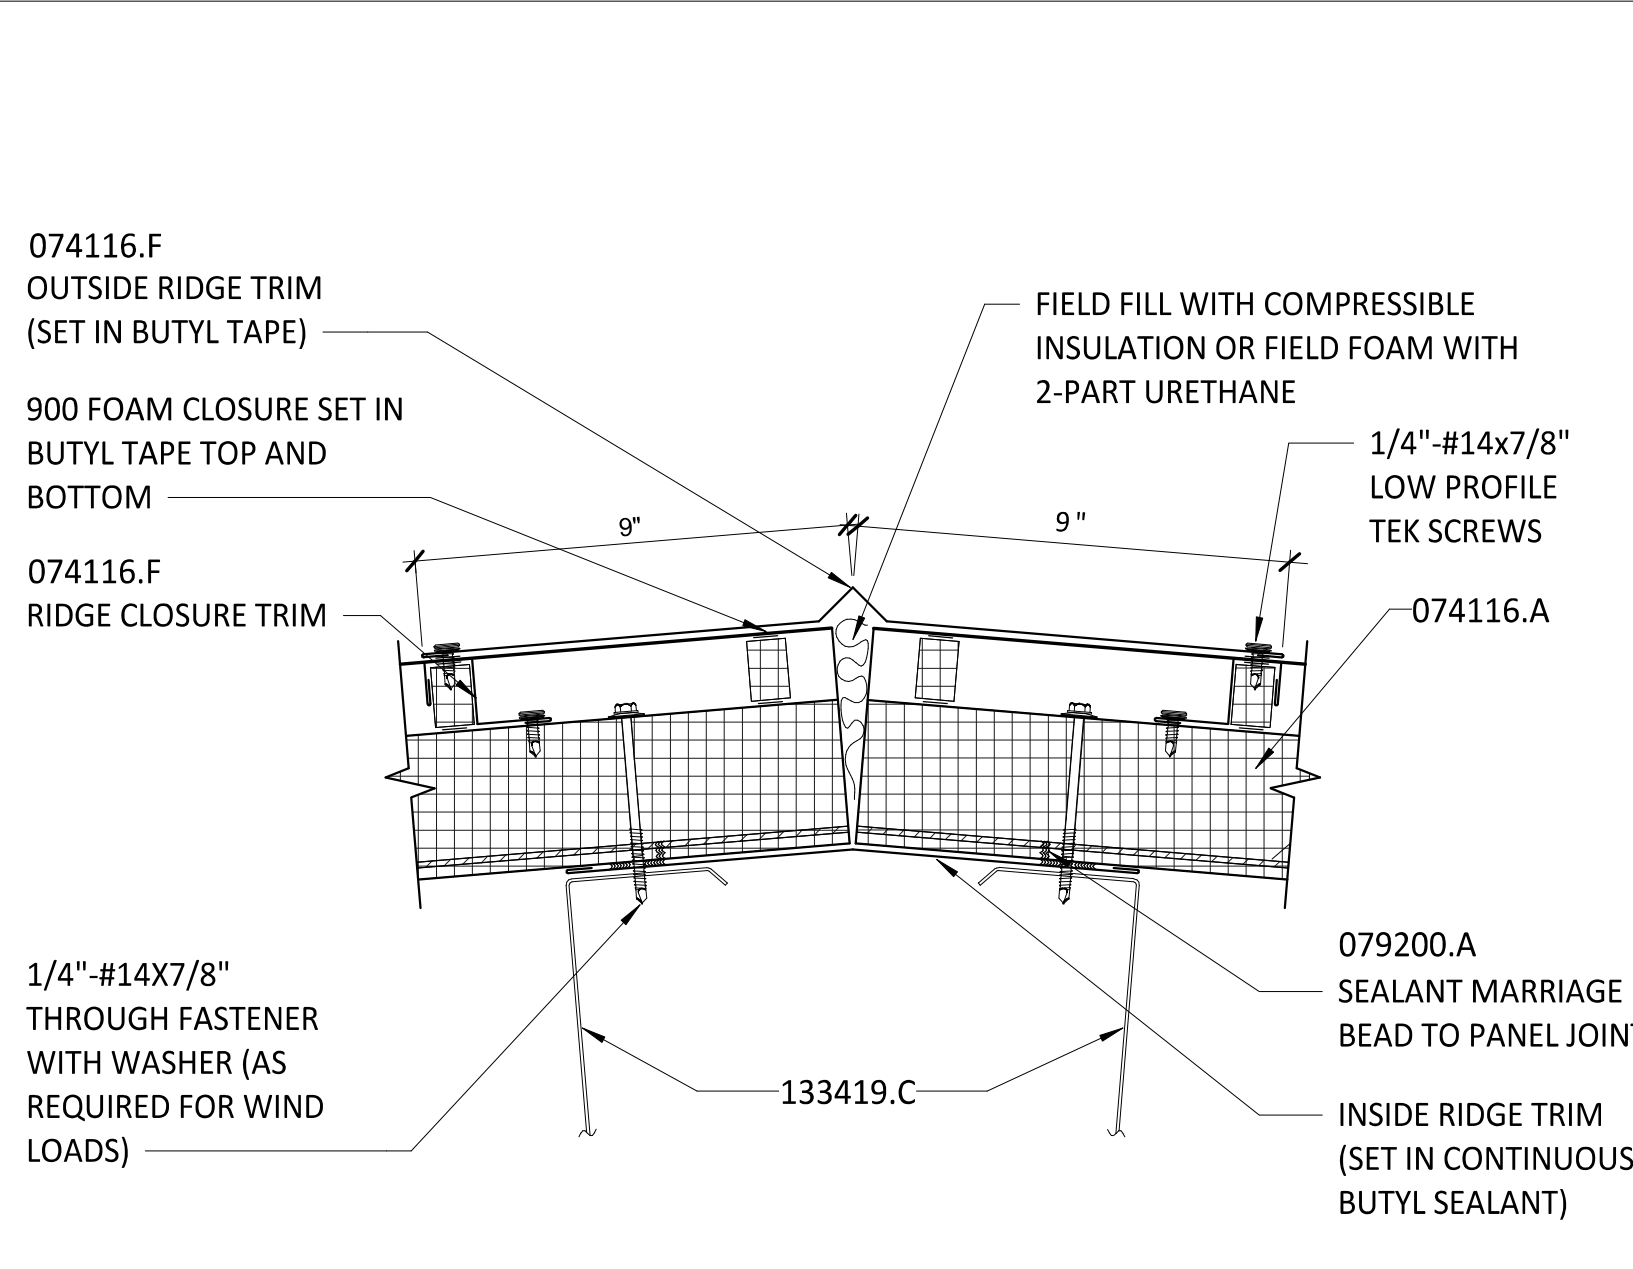 074116.F
OUTSIDE RIDGE TRIM
(SET IN BUTYL TAPE)
900 FOAM CLOSURE SET IN
BUTYL TAPE TOP AND
BOTTOM
074116.F
RIDGE CLOSURE TRIM
1/4"-#14X7/8"
THROUGH FASTENER
WITH WASHER (AS
REQUIRED FOR WIND
LOADS)
9"
9 "
133419.C
FIELD FILL WITH COMPRESSIBLE
INSULATION OR FIELD FOAM WITH
2-PART URETHANE
1/4"-#14x7/8"
LOW PROFILE
TEK SCREWS
074116.A
079200.A
SEALANT MARRIAGE
BEAD TO PANEL JOINT
INSIDE RIDGE TRIM
(SET IN CONTINUOUS
BUTYL SEALANT)